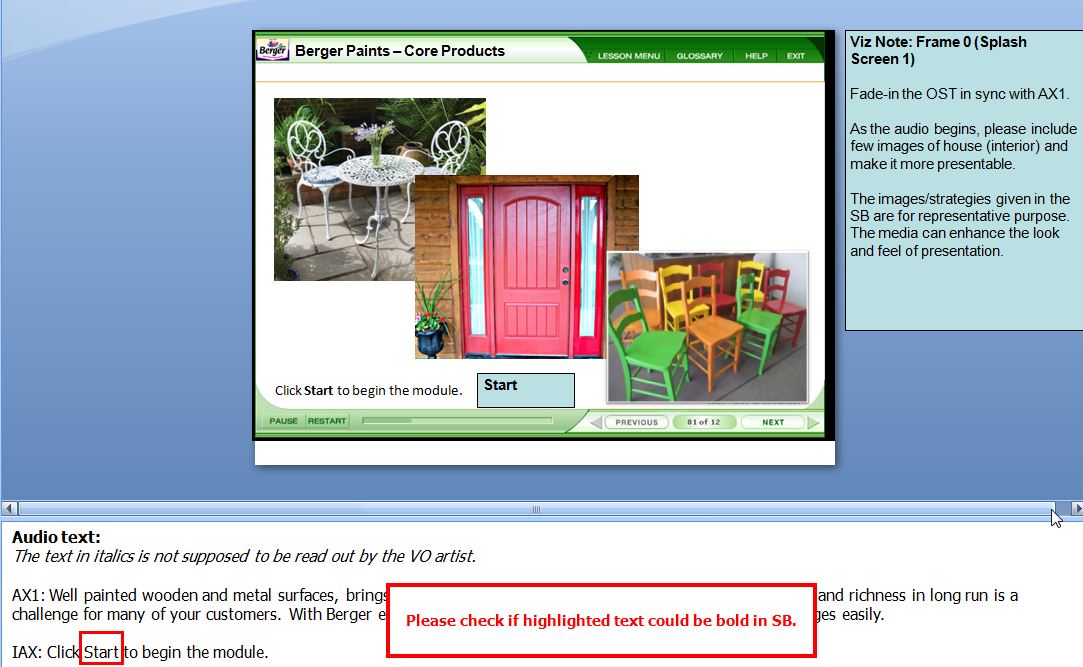 Berger
Berger Paints – Core Products
LESSON MENU GLOSSARY HELP EXIT
Click Start to begin the module.
Start
PAUSE RESTART
PREVIOUS 01 of 12 NEXT
Viz Note: Frame 0 (Splash
Screen 1)
Fade-in the OST in sync with AX1.
As the audio begins, please include
few images of house (interior) and
make it more presentable.
The images/strategies given in the
SB are for representative purpose.
The media can enhance the look
and feel of presentation.
Audio text:
The text in italics is not supposed to be read out by the VO artist.
AX1: Well painted wooden and metal surfaces, brings and richness in long run is a
challenge for many of your customers. With Berger easily.
Please check if highlighted text could be bold in SB.
IAX: Click Start to begin the module.